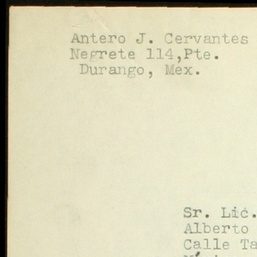 Antero J. Cervantes
Negrete 114,Pte.
Durango, Mex.
Sr. Lic.
Alberto
Calle Ta